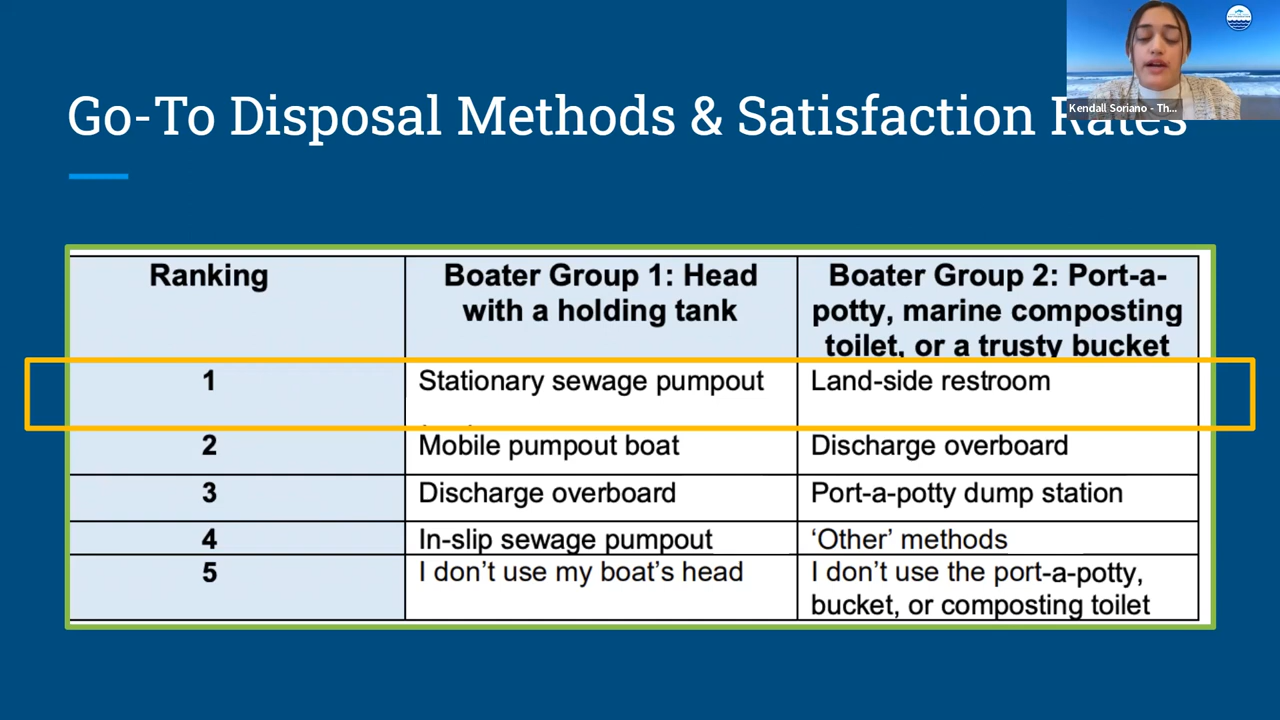 Kendall Soriano - Th...
Go-To Disposal Methods & Satisfaction Rates
Ranking
Boater Group 1: Head
with a holding tank
Boater Group 2: Port-a-
potty, marine composting
toilet, or a trusty bucket
1
Stationary sewage pumpout
Land-side restroom
2
Mobile pumpout boat
Discharge overboard
3
Discharge overboard
Port-a-potty dump station
4
In-slip sewage pumpout
‘Other’ methods
5
I don’t use my boat’s head
I don’t use the port-a-potty,
bucket, or composting toilet